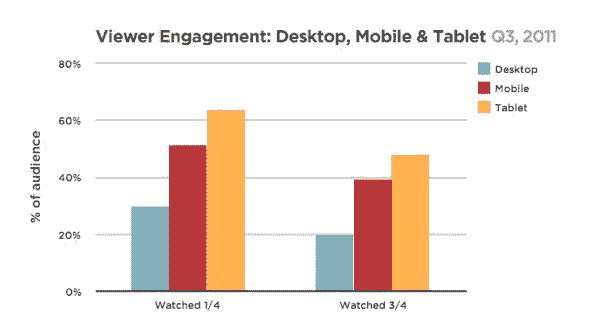 Viewer Engagement: Desktop, Mobile & Tablet Q3, 2011
80%
60%
40%
20%
0%
% of audience
Watched 1/4
Watched 3/4
Desktop
Mobile
Tablet